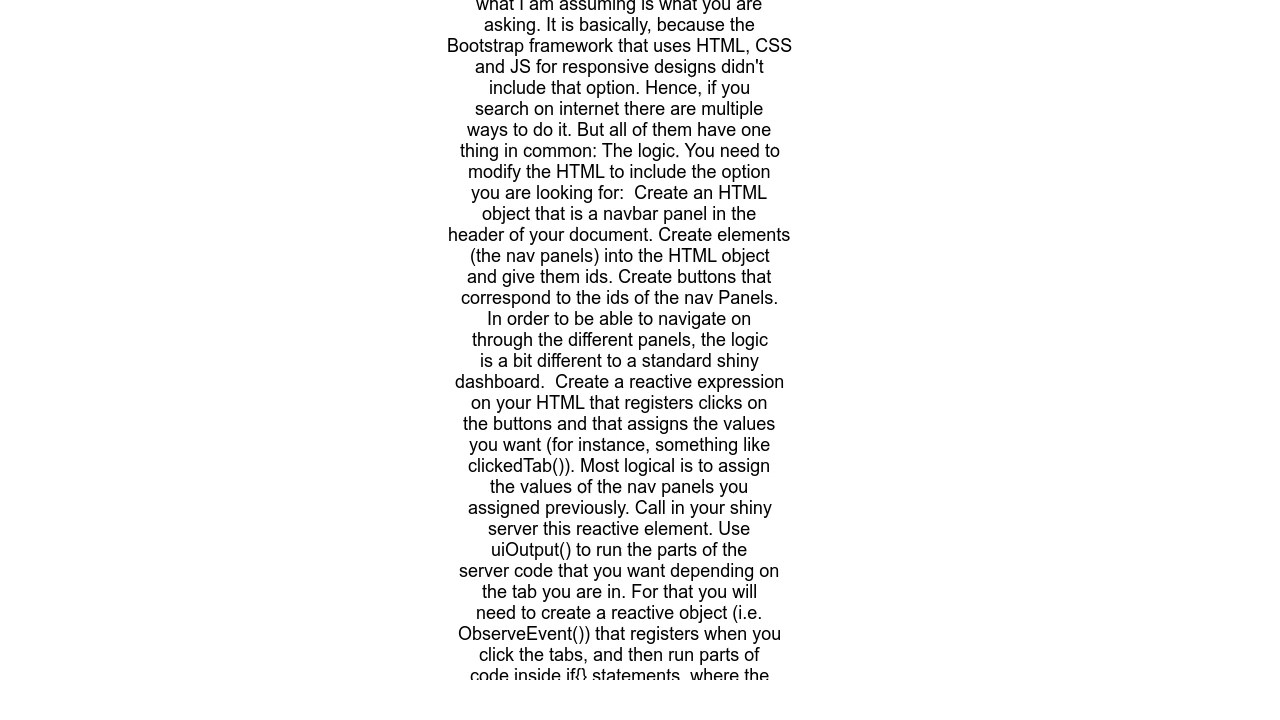 what I am assuming is what you are
asking. It is basically, because the
Bootstrap framework that uses HTML, CSS
and JS for responsive designs didn't
include that option. Hence, if you
search on internet there are multiple
ways to do it. But all of them have one
thing in common: The logic. You need to
modify the HTML to include the option
you are looking for:  Create an HTML
object that is a navbar panel in the
header of your document. Create elements
(the nav panels) into the HTML object
and give them ids. Create buttons that
correspond to the ids of the nav Panels.
In order to be able to navigate on
through the different panels, the logic
is a bit different to a standard shiny
dashboard.  Create a reactive expression
on your HTML that registers clicks on
the buttons and that assigns the values
you want (for instance, something like
clickedTab()). Most logical is to assign
the values of the nav panels you
assigned previously. Call in your shiny
server this reactive element. Use
uiOutput() to run the parts of the
server code that you want depending on
the tab you are in. For that you will
need to create a reactive object (i.e.
ObserveEvent()) that registers when you
click the tabs, and then run parts of
code inside if{} statements, where the